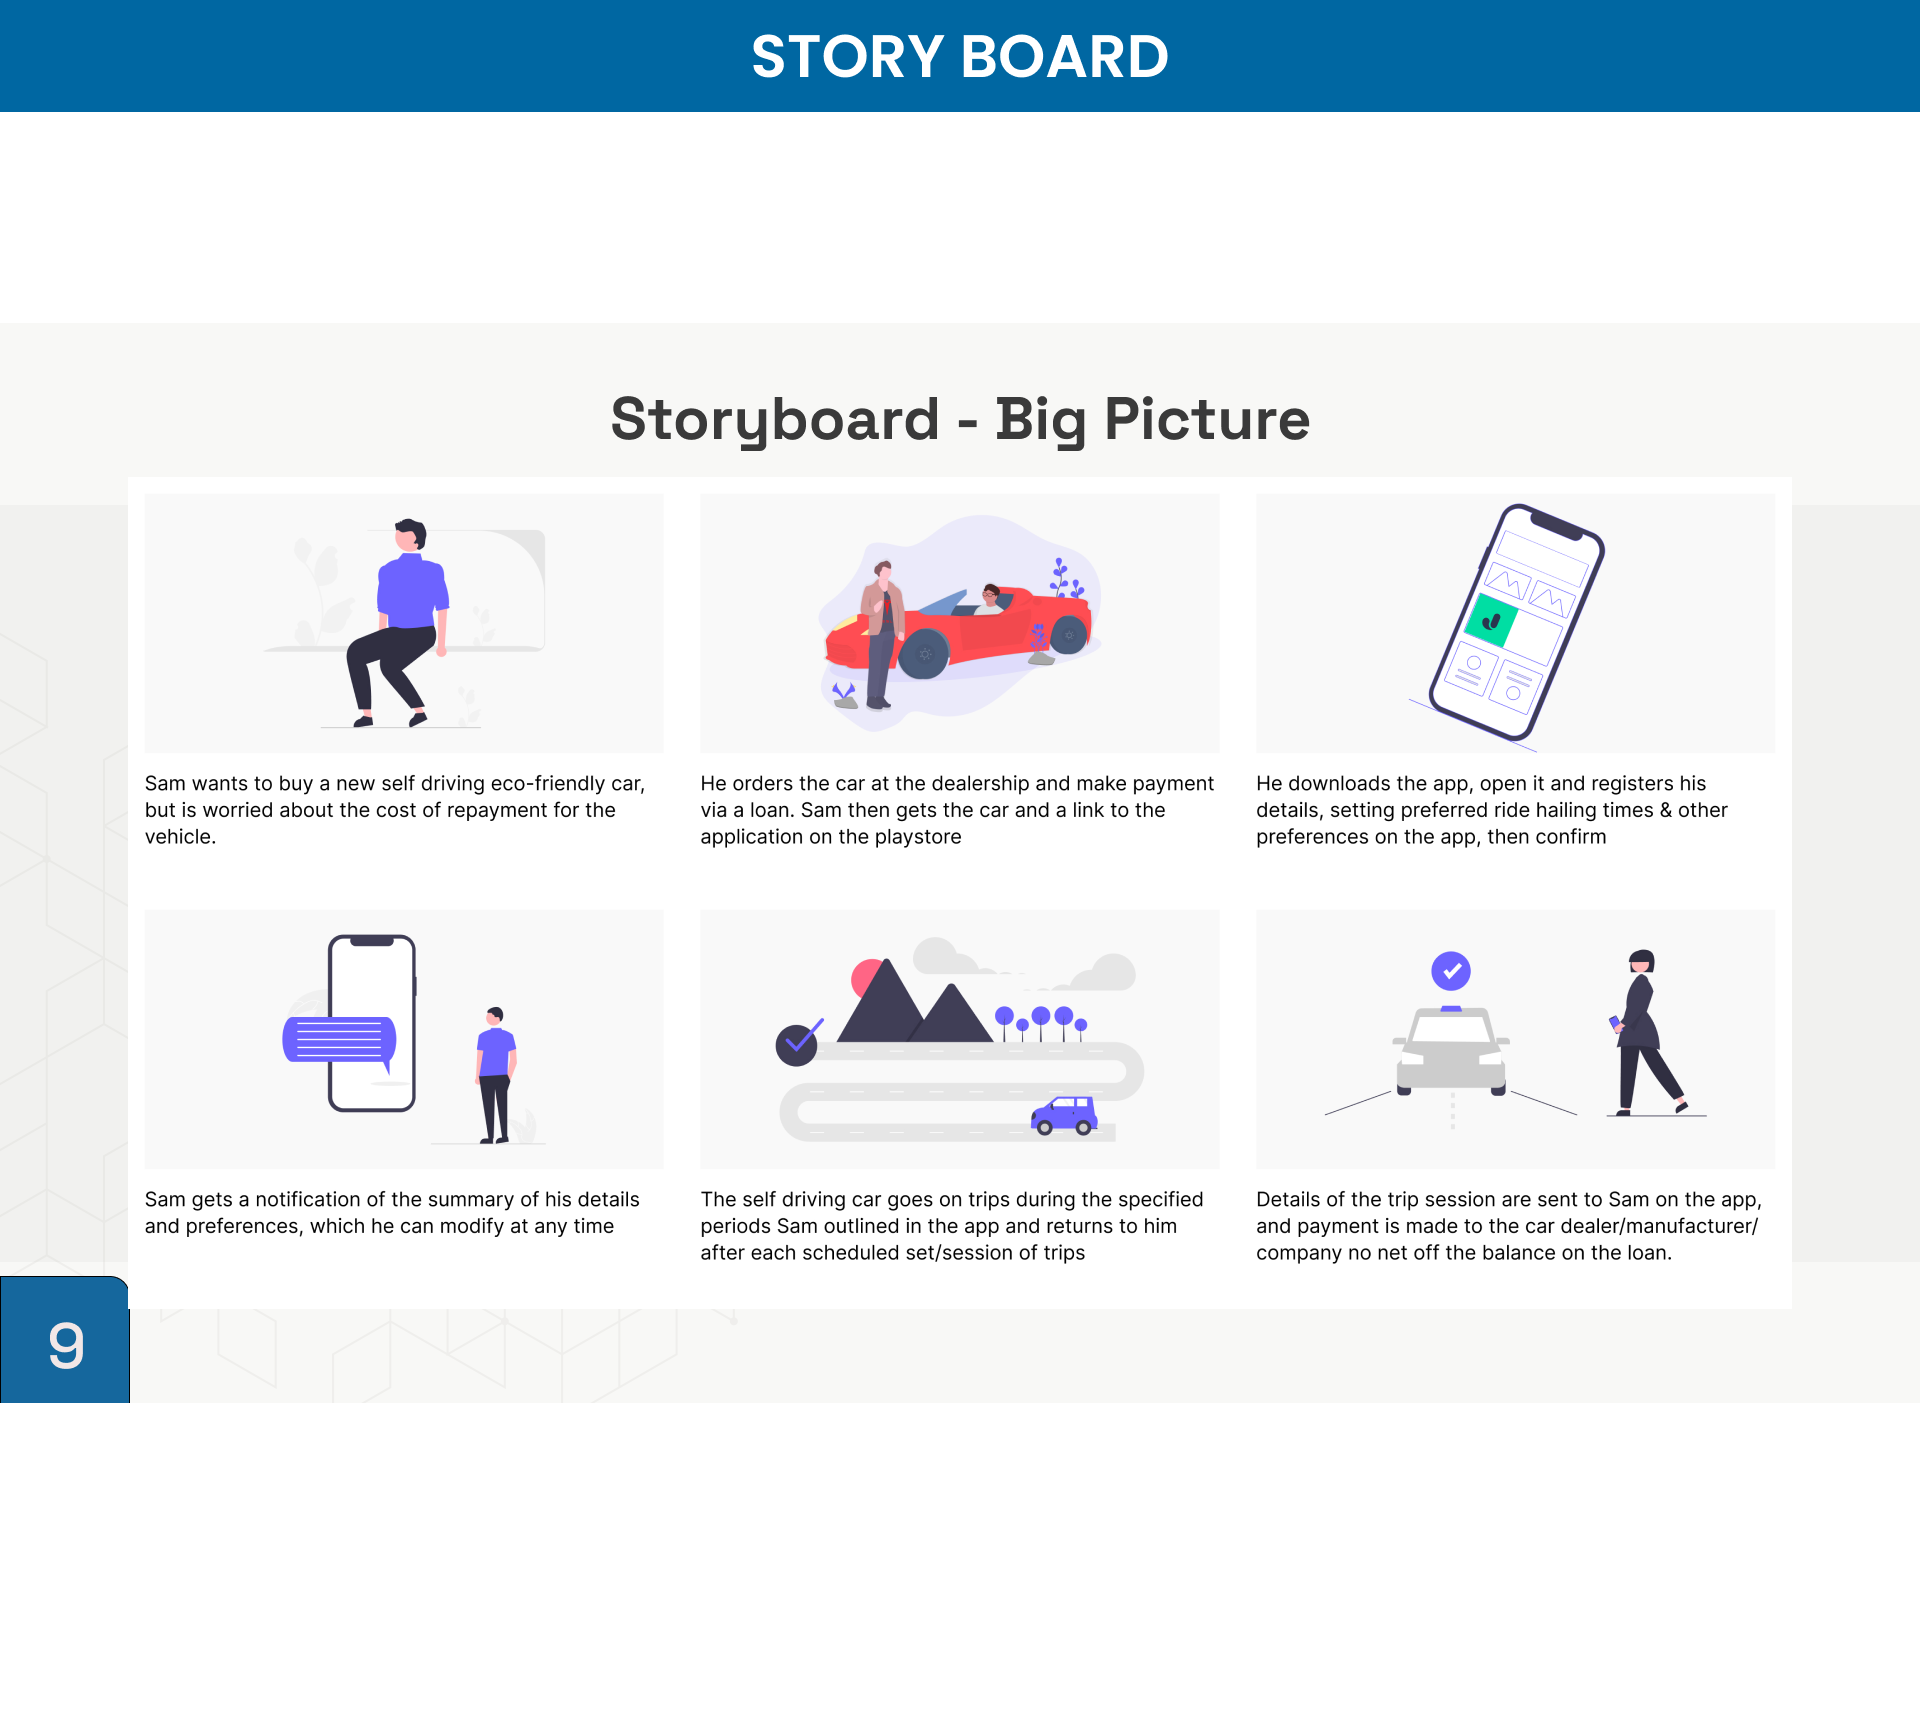 STORY BOARD
Storyboard - Big Picture
Sam wants to buy a new self driving eco-friendly car,
but is worried about the cost of repayment for the
vehicle.
He orders the car at the dealership and make payment
via a loan. Sam then gets the car and a link to the
application on the playstore
He downloads the app, open it and registers his
details, setting preferred ride hailing times & other
preferences on the app, then confirm
Sam gets a notification of the summary of his details
and preferences, which he can modify at any time
The self driving car goes on trips during the specified
periods Sam outlined in the app and returns to him
after each scheduled set/session of trips
Details of the trip session are sent to Sam on the app,
and payment is made to the car dealer/manufacturer/
company no net off the balance on the loan.
9